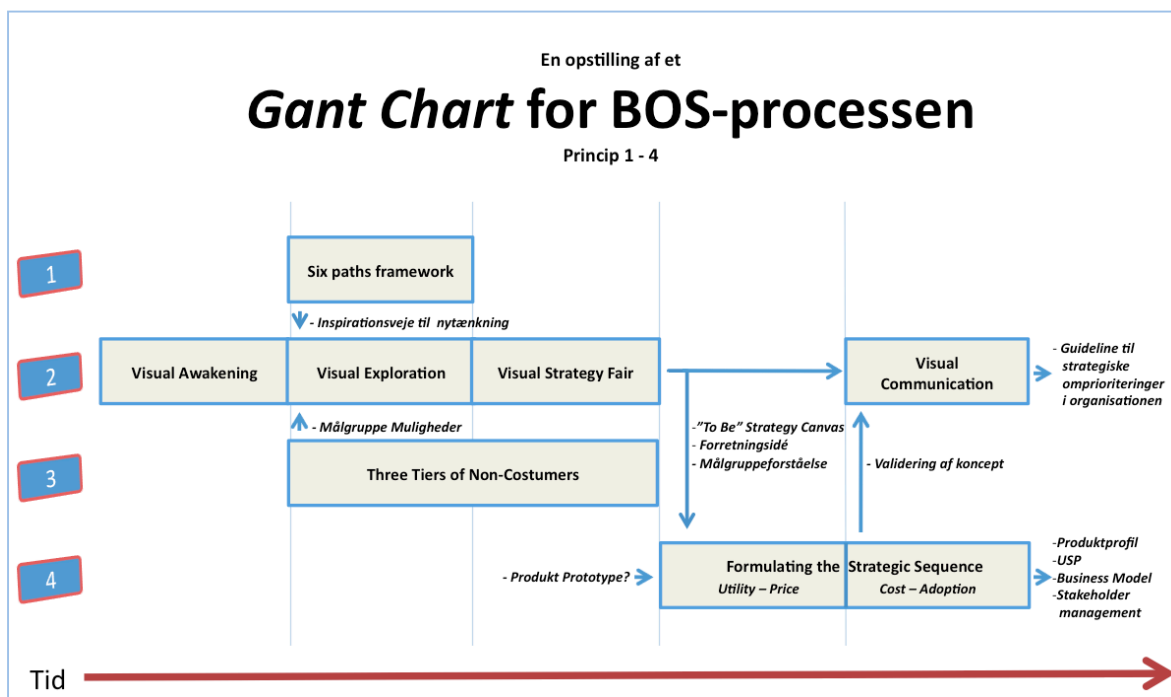 En opstilling af et
Gant Chart for BOS-processen
Princip 1 - 4
1
Six paths framework
- Inspirationsveje til nytænkning
2
Visual Awakening
Visual Exploration
Visual Strategy Fair
Visual
Communication
- Guideline til
strategiske
omprioriteringer
i organisationen
- Målgruppe Muligheder
-"To Be" Strategy Canvas
- Forretningsidé
- Målgruppeforståelse
- Validering af koncept
3
Three Tiers of Non-Costumers
4
- Produkt Prototype?
Formulating the Strategic Sequence
Utility – Price
Cost – Adoption
-Produktprofil
-USP
-Business Model
-Stakeholder
management
Tid